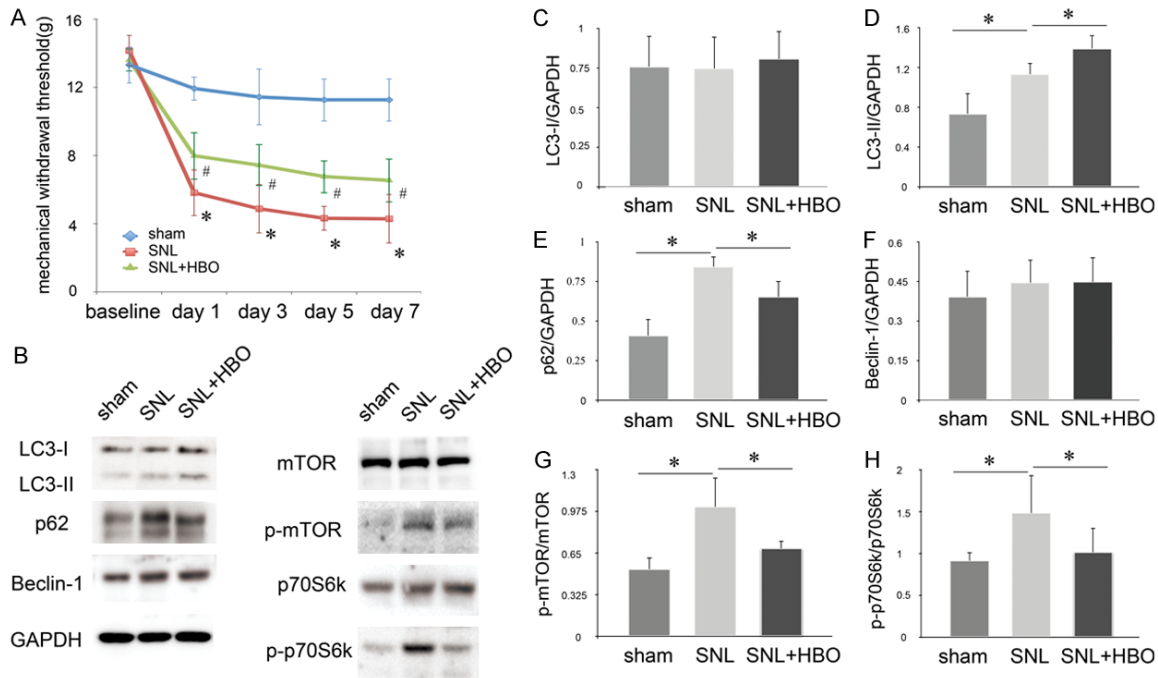 A
mechanical withdrawal threshold(g)
16
12
8
4
0
sham
SNL
SNL+HBO
# # # #
* * * *
baseline day 1 day 3 day 5 day 7
B
sham SNL SNL+HBO
LC3-I
LC3-II
p62
Beclin-1
GAPDH
sham SNL SNL+HBO
mTOR
p-mTOR
p70S6k
p-p70S6k
C
LC3-I/GAPDH
1
0.75
0.5
0.25
0
sham SNL SNL+HBO
D
LC3-II/GAPDH
* *
1.6
1.2
0.8
0.4
0
sham SNL SNL+HBO
E
p62/GAPDH
* *
1
0.75
0.5
0.25
0
sham SNL SNL+HBO
F
Beclin-1/GAPDH
0.6
0.45
0.3
0.15
0
sham SNL SNL+HBO
G
p-mTOR/mTOR
* *
1.3
0.975
0.65
0.325
0
sham SNL SNL+HBO
H
p-p70S6k/p70S6k
* *
2
1.5
1
0.5
0
sham SNL SNL+HBO